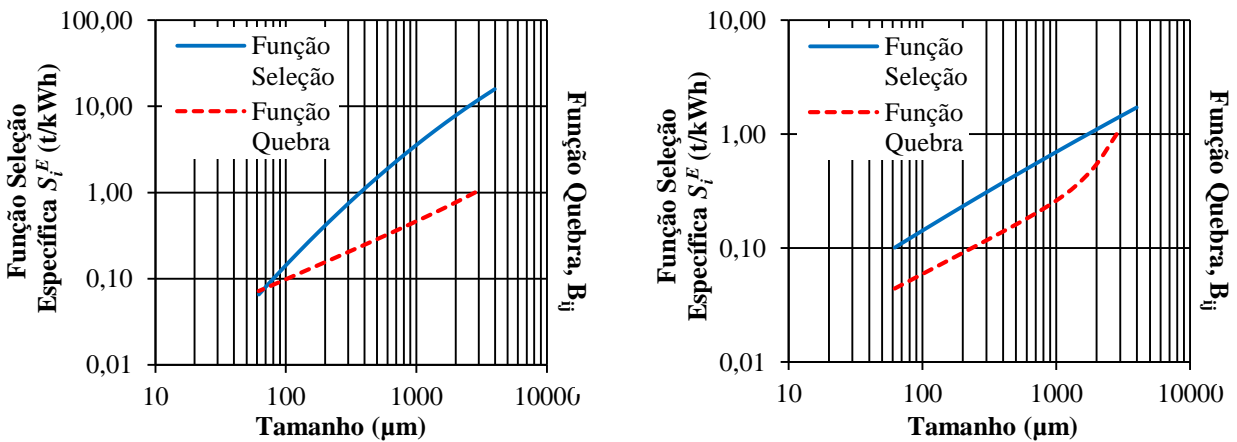 100,00
10,00
1,00
0,10
0,01
10
100
1000
10000
Função Seleção
Específica S_i^E (t/kWh)
Função Quebra, B_ij
Tamanho (μm)
Função
Seleção
Função
Quebra
10,00
1,00
0,10
0,01
10
100
1000
10000
Função Seleção
Específica S_i^E (t/kWh)
Função Quebra, B_ij
Tamanho (μm)
Função
Seleção
Função
Quebra